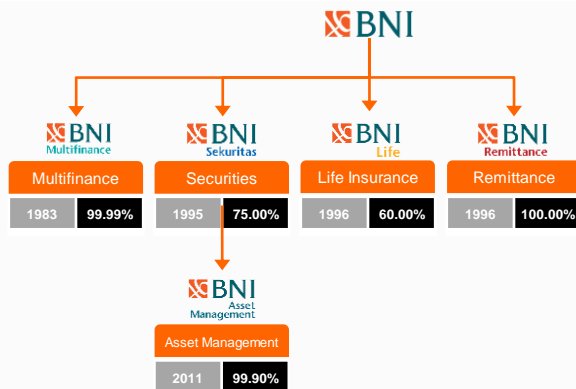 BNI
BNI
Multifinance
BNI
Sekuritas
BNI
Life
BNI
Remittance
Multifinance
Securities
Life Insurance
Remittance
1983 99.99%
1995 75.00%
1996 60.00%
1996 100.00%
BNI
Asset
Management
Asset Management
2011 99.90%